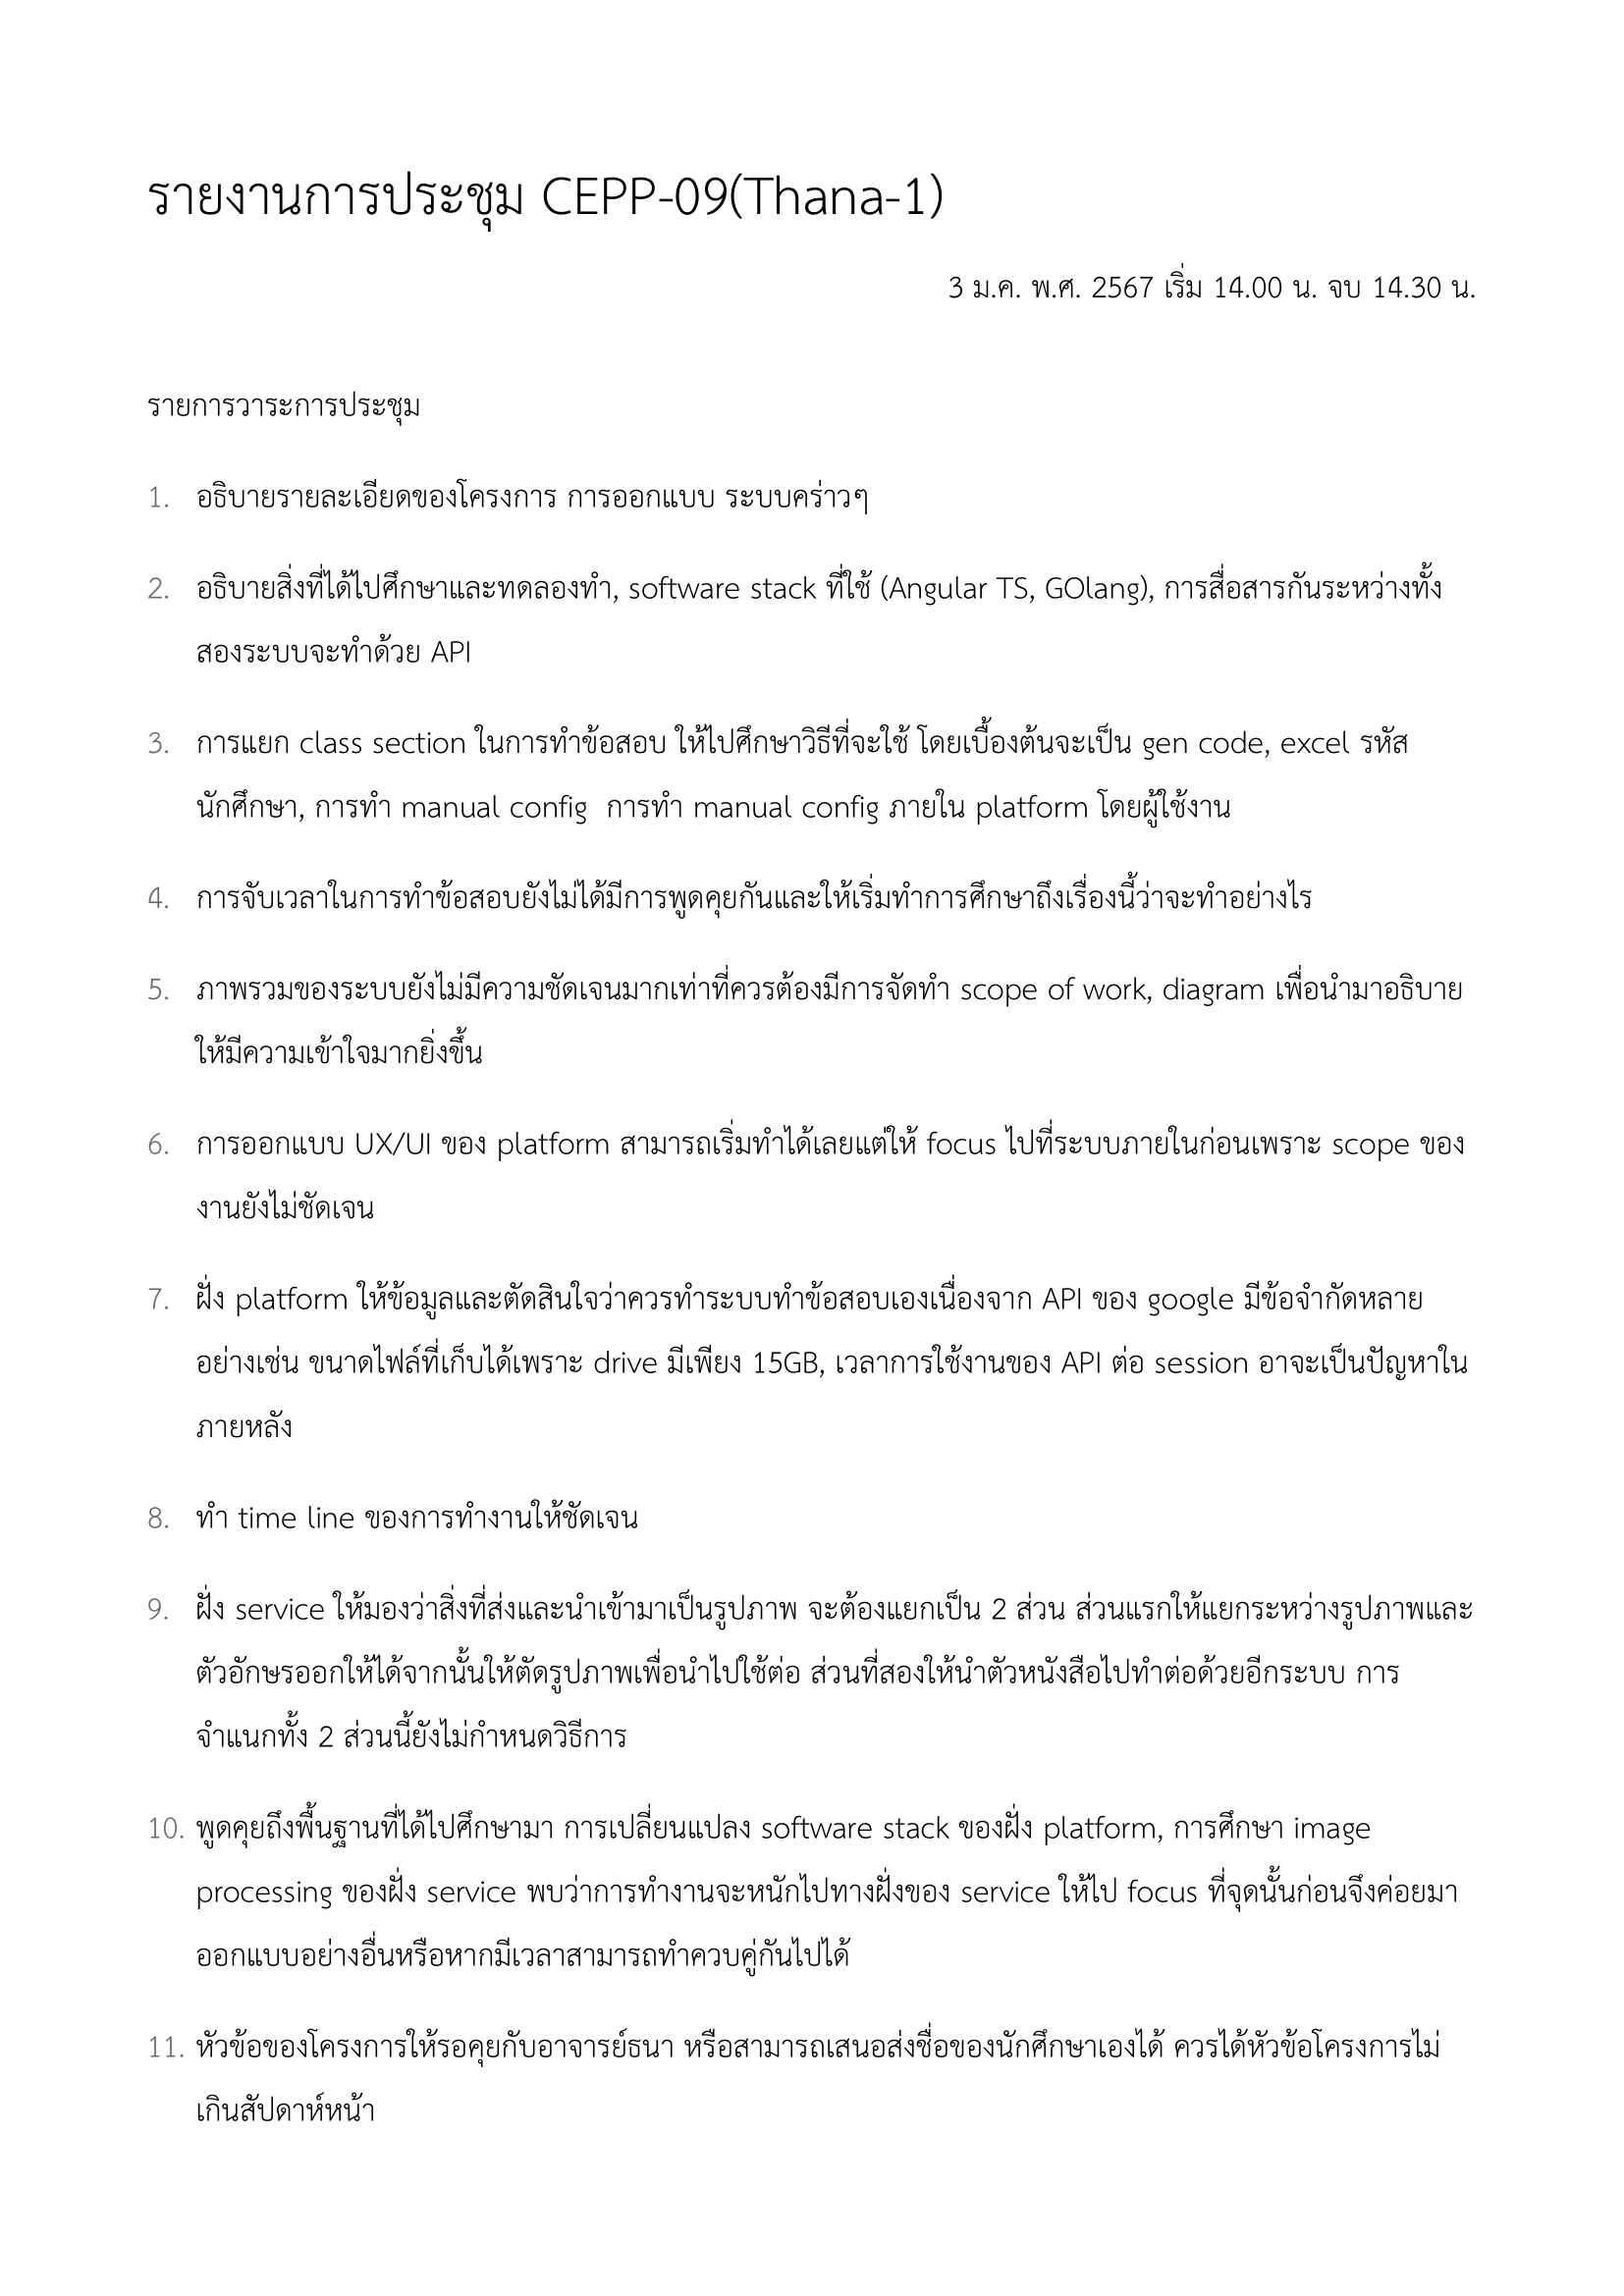 รายงานการประชุม CEPP-09(Thana-1)
3 ม.ค. พ.ศ. 2567 เริ่ม 14.00 น. จบ 14.30 น.
รายการวาระการประชุม
1. อธิบายรายละเอียดของโครงการ การออกแบบ ระบบคร่าวๆ
2. อธิบายสิ่งที่ได้ไปศึกษาและทดลองทำ, software stack ที่ใช้ (Angular TS, GOlang), การสื่อสารกันระหว่างทั้ง
สองระบบจะทำด้วย API
3. การแยก class section ในการทำข้อสอบ ให้ไปศึกษาวิธีที่จะใช้ โดยเบื้องต้นจะเป็น gen code, excel รหัส
นักศึกษา, การทำ manual config  การทำ manual config ภายใน platform โดยผู้ใช้งาน
4. การจับเวลาในการทำข้อสอบยังไม่ได้มีการพูดคุยกันและให้เริ่มทำการศึกษาถึงเรื่องนี้ว่าจะทำอย่างไร
5. ภาพรวมของระบบยังไม่มีความชัดเจนมากเท่าที่ควรต้องมีการจัดทำ scope of work, diagram เพื่อนำมาอธิบาย
ให้มีความเข้าใจมากยิ่งขึ้น
6. การออกแบบ UX/UI ของ platform สามารถเริ่มทำได้เลยแต่ให้ focus ไปที่ระบบภายในก่อนเพราะ scope ของ
งานยังไม่ชัดเจน
7. ฝั่ง platform ให้ข้อมูลและตัดสินใจว่าควรทำระบบทำข้อสอบเองเนื่องจาก API ของ google มีข้อจำกัดหลาย
อย่างเช่น ขนาดไฟล์ที่เก็บได้เพราะ drive มีเพียง 15GB, เวลาการใช้งานของ API ต่อ session อาจจะเป็นปัญหาใน
ภายหลัง
8. ทำ time line ของการทำงานให้ชัดเจน
9. ฝั่ง service ให้มองว่าสิ่งที่ส่งและนำเข้ามาเป็นรูปภาพ จะต้องแยกเป็น 2 ส่วน ส่วนแรกให้แยกระหว่างรูปภาพและ
ตัวอักษรออกให้ได้จากนั้นให้ตัดรูปภาพเพื่อนำไปใช้ต่อ ส่วนที่สองให้นำตัวหนังสือไปทำต่อด้วยอีกระบบ การ
จำแนกทั้ง 2 ส่วนนี้ยังไม่กำหนดวิธีการ
10. พูดคุยถึงพื้นฐานที่ได้ไปศึกษามา การเปลี่ยนแปลง software stack ของฝั่ง platform, การศึกษา image
processing ของฝั่ง service พบว่าการทำงานจะหนักไปทางฝั่งของ service ให้ไป focus ที่จุดนั้นก่อนจึงค่อยมา
ออกแบบอย่างอื่นหรือหากมีเวลาสามารถทำควบคู่กันไปได้
11. หัวข้อของโครงการให้รอคุยกับอาจารย์ธนา หรือสามารถเสนอส่งชื่อของนักศึกษาเองได้ ควรได้หัวข้อโครงการไม่
เกินสัปดาห์หน้า